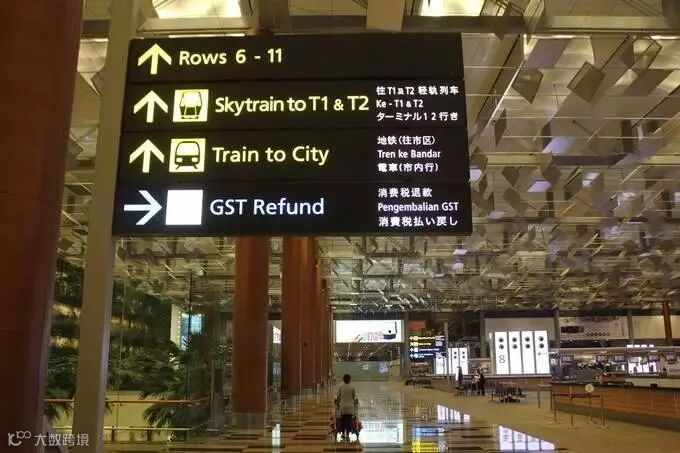 Rows 6 - 11
Skytrain to T1 & T2
往T1及T2 轻轨列车
Ke - T1 & T2
ターミナル 1 2 行き
Train to City
地铁(往市区)
Tren ke Bandar
電車(市内行)
GST Refund
消费税退款
Pengembalian GST
消費税払い戻し
8
大数跨境